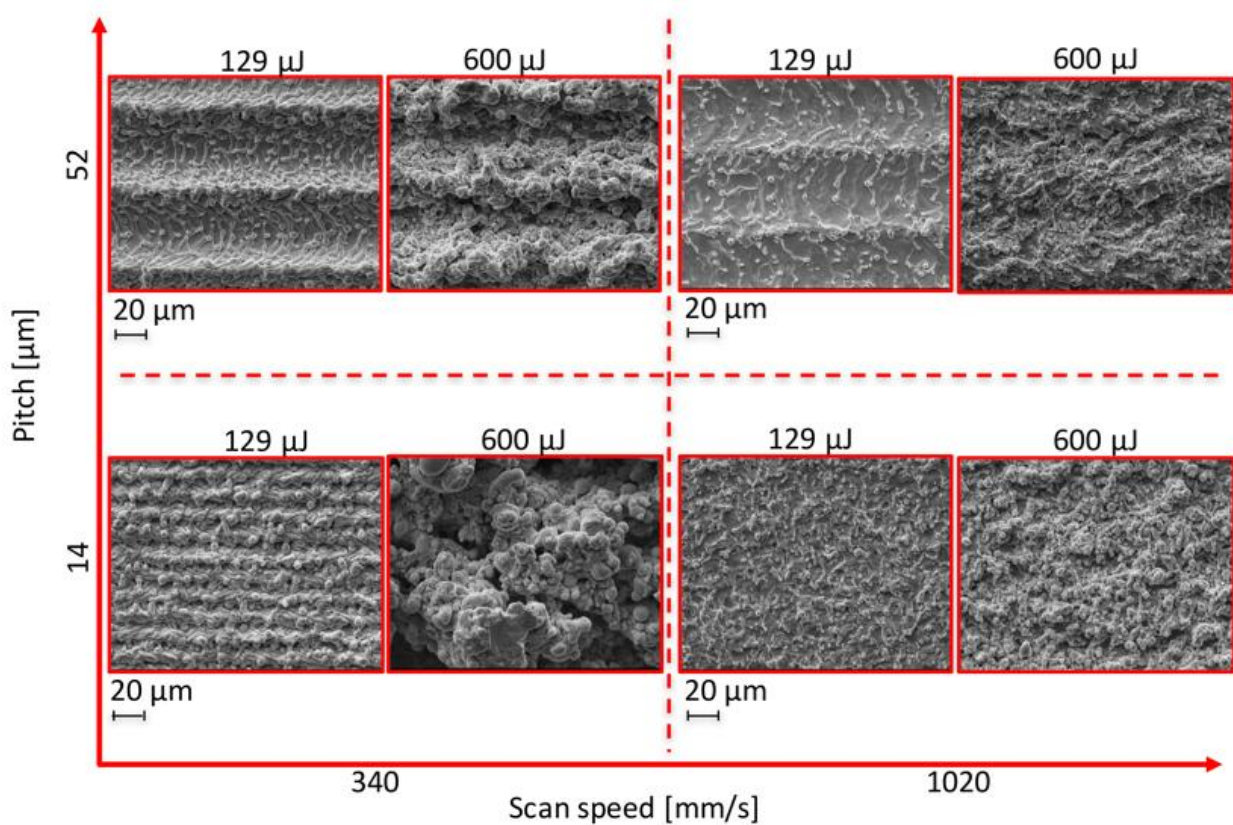 129 µJ
600 µJ
129 µJ
600 µJ
52
20 µm
20 µm
Pitch [µm]
129 µJ
600 µJ
129 µJ
600 µJ
14
20 µm
20 µm
340
1020
Scan speed [mm/s]